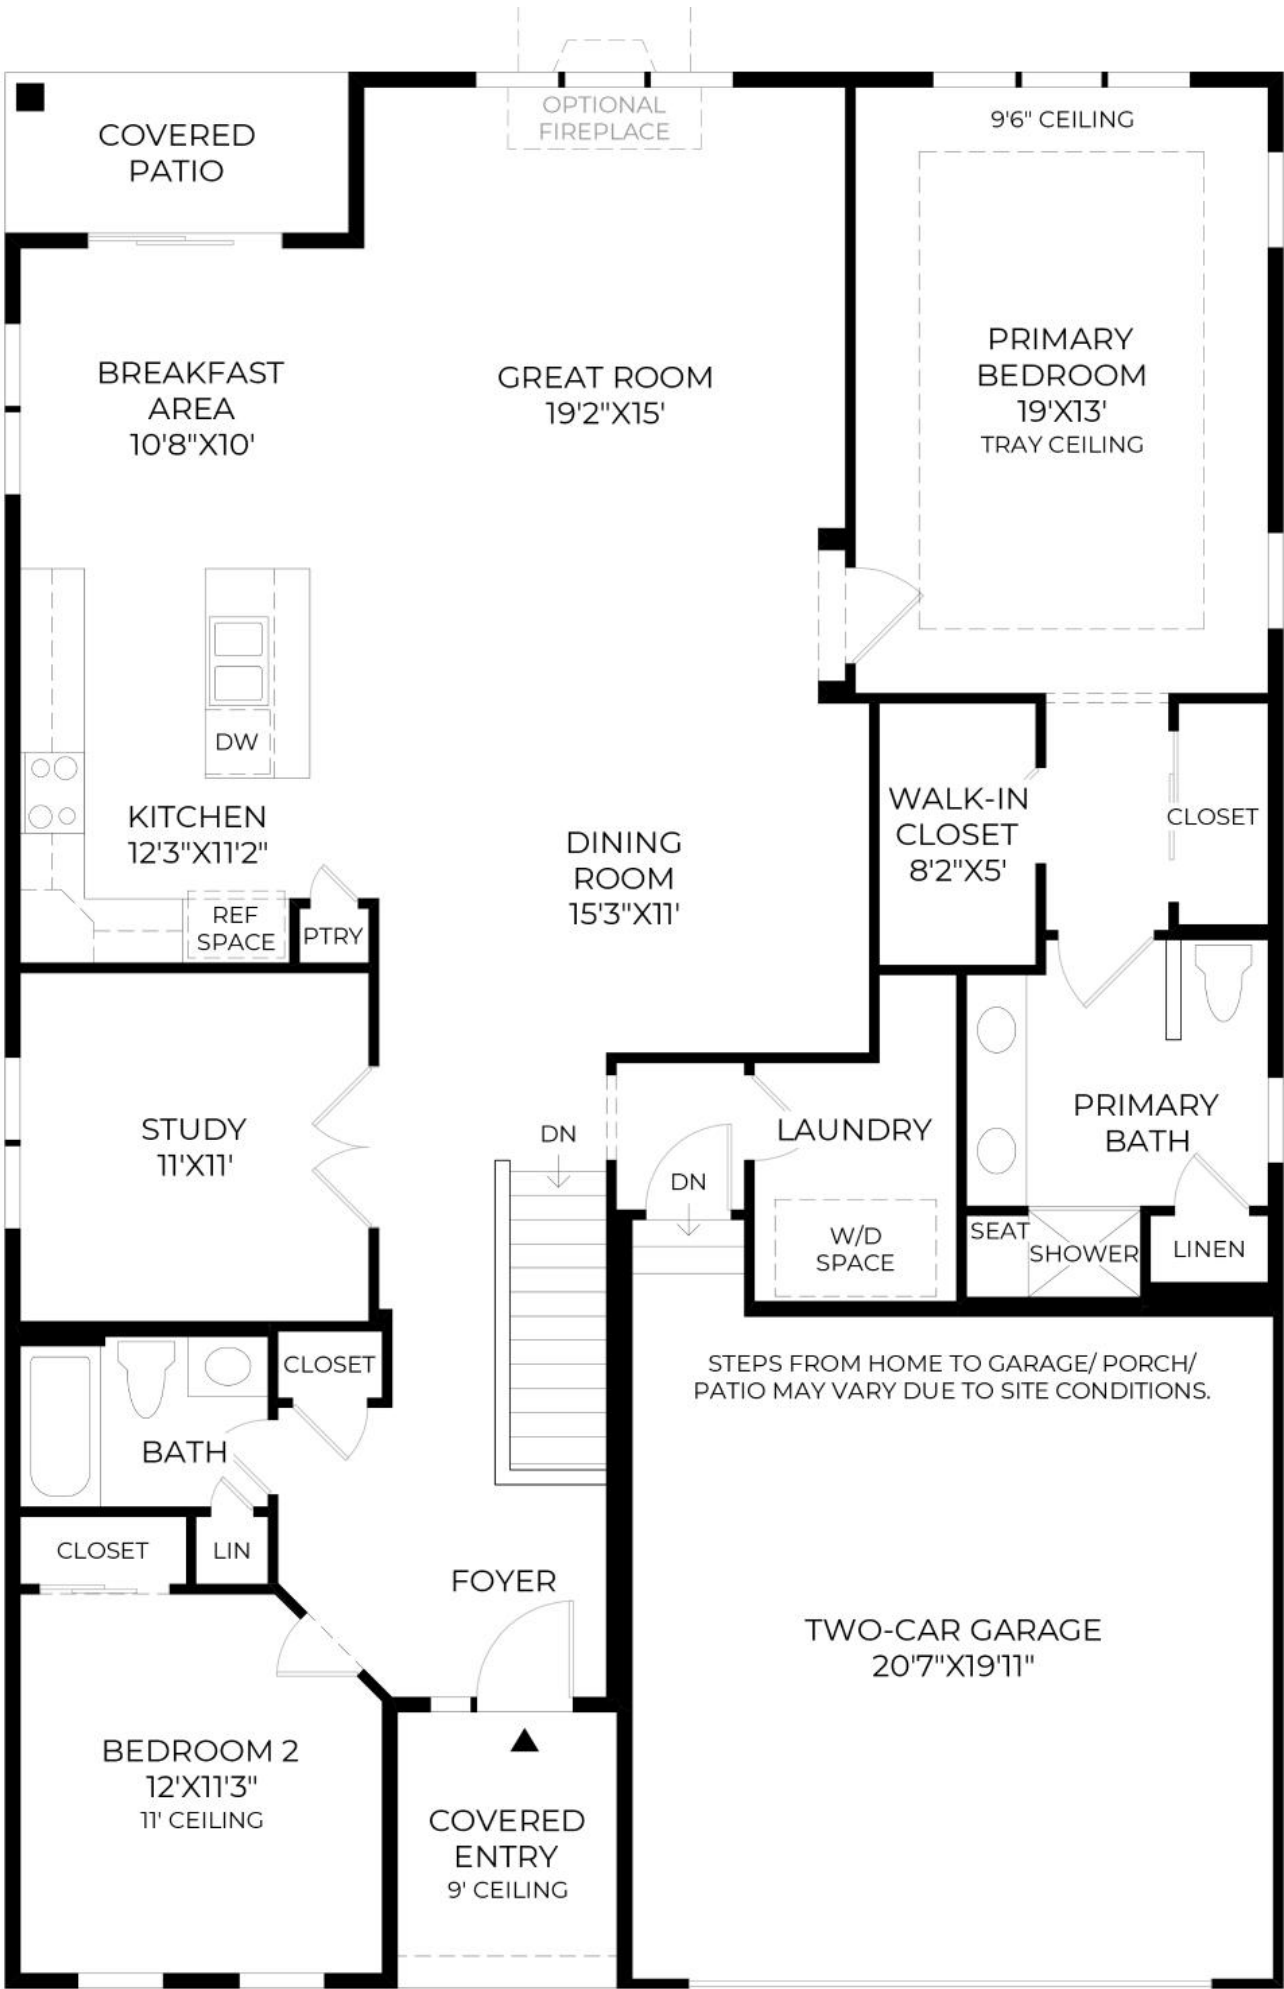 OPTIONAL
FIREPLACE
COVERED
PATIO
9'6" CEILING
BREAKFAST
AREA
10'8"X10'
GREAT ROOM
19'2"X15'
PRIMARY
BEDROOM
19'X13'
TRAY CEILING
DW
KITCHEN
12'3"X11'2"
REF
SPACE
PTRY
DINING
ROOM
15'3"X11'
WALK-IN
CLOSET
8'2"X5'
CLOSET
STUDY
11'X11'
DN
DN
LAUNDRY
W/D
SPACE
PRIMARY
BATH
SEAT
SHOWER
LINEN
CLOSET
BATH
CLOSET
LIN
STEPS FROM HOME TO GARAGE/ PORCH/
PATIO MAY VARY DUE TO SITE CONDITIONS.
FOYER
TWO-CAR GARAGE
20'7"X19'11"
BEDROOM 2
12'X11'3"
11' CEILING
COVERED
ENTRY
9' CEILING